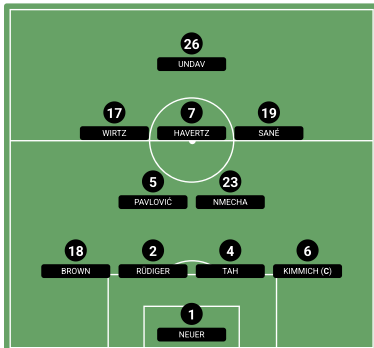 26
UNDAV
17 7 19
WIRTZ HAVERTZ SANÉ
5 23
PAVLOVIĆ NMECHA
18 2 4 6
BROWN RÜDIGER TAH KIMMICH (C)
1
NEUER